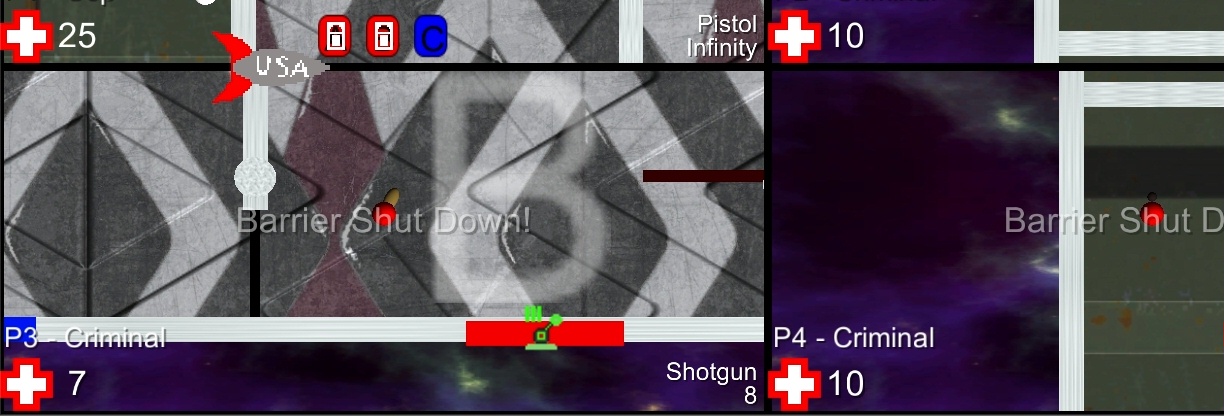 25
Pistol
Infinity
10
C
USA
B
Barrier Shut Down!
Barrier Shut D
P3 - Criminal
7
Shotgun
8
P4 - Criminal
10